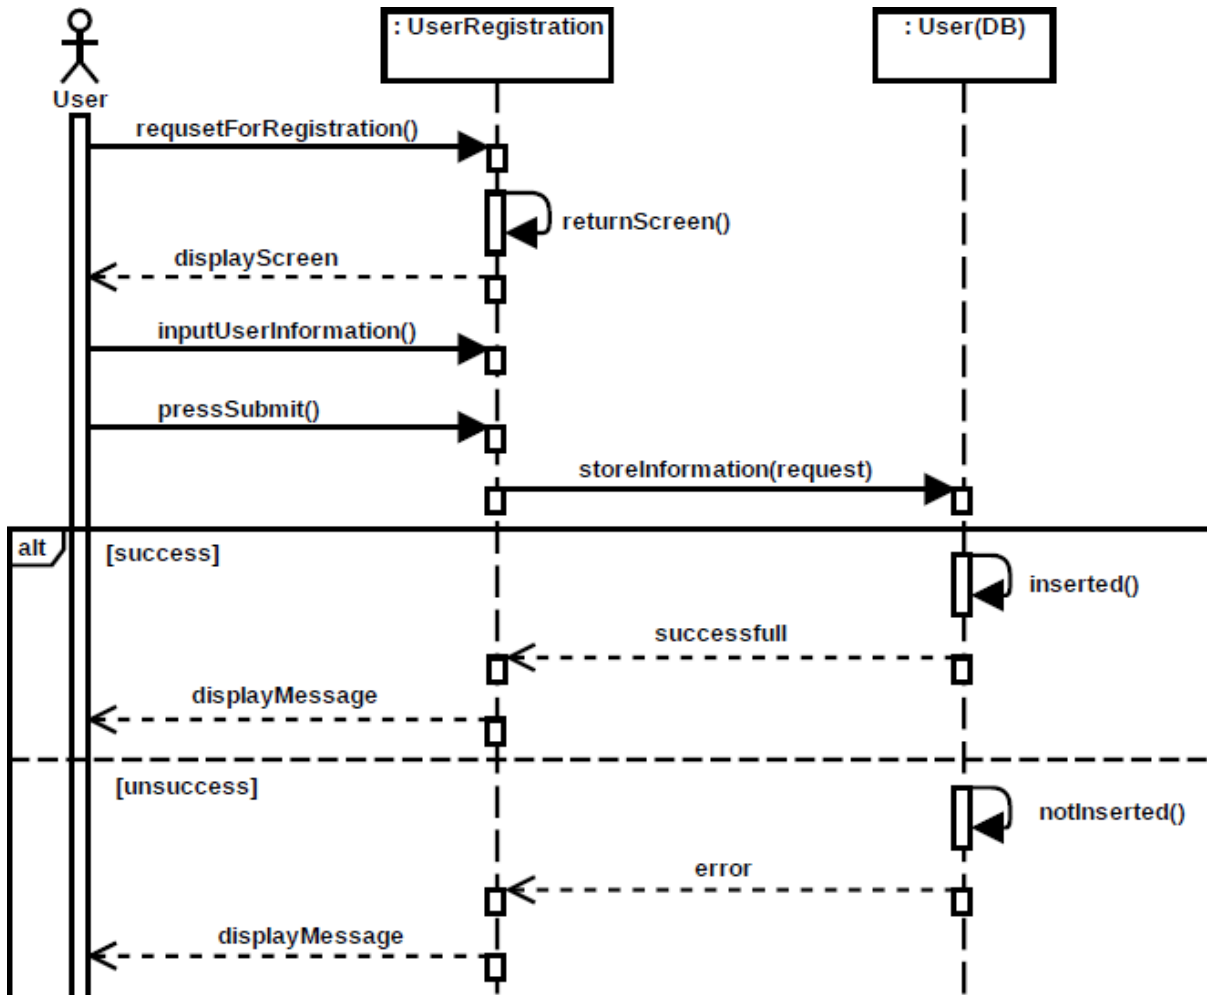 : UserRegistration
: User(DB)
User
requsetForRegistration()
returnScreen()
displayScreen
inputUserInformation()
pressSubmit()
storeInformation(request)
alt
[success]
inserted()
successfull
displayMessage
[unsuccess]
notInserted()
error
displayMessage